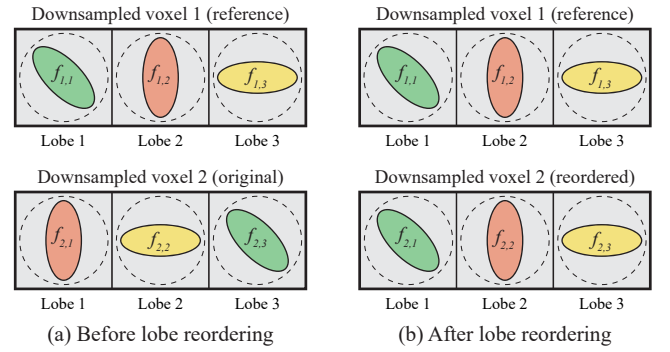 Downsampled voxel 1 (reference)
f1,1 f1,2 f1,3
Lobe 1 Lobe 2 Lobe 3
Downsampled voxel 2 (original)
f2,1 f2,2 f2,3
Lobe 1 Lobe 2 Lobe 3
(a) Before lobe reordering
Downsampled voxel 1 (reference)
f1,1 f1,2 f1,3
Lobe 1 Lobe 2 Lobe 3
Downsampled voxel 2 (reordered)
f2,1 f2,2 f2,3
Lobe 1 Lobe 2 Lobe 3
(b) After lobe reordering